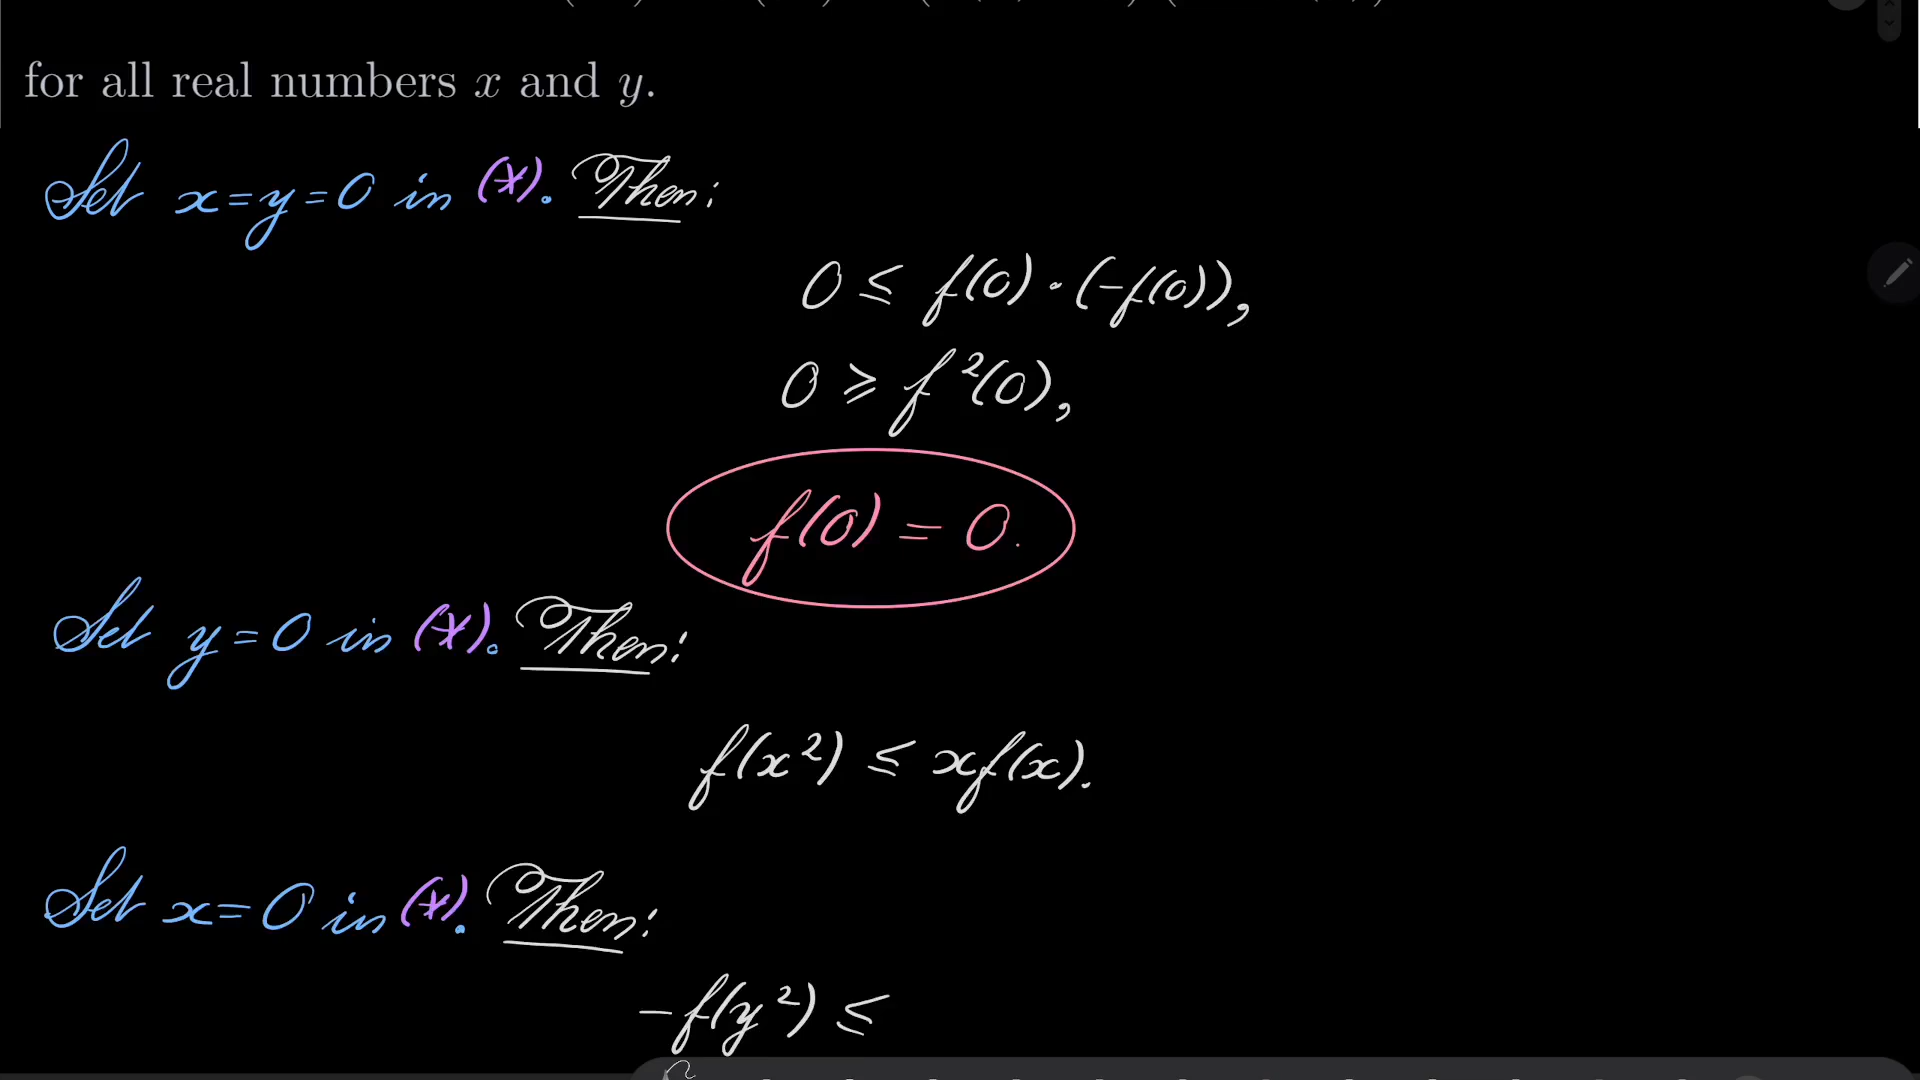 for all real numbers x and y.
Set x=y=0 in (*). Then:
0 ≤ f(0)·(-f(0)),
0 ≥ f²(0),
f(0) = 0.
Set y=0 in (*). Then:
f(x²) ≤ xf(x).
Set x=0 in (*). Then:
-f(y²) ≤